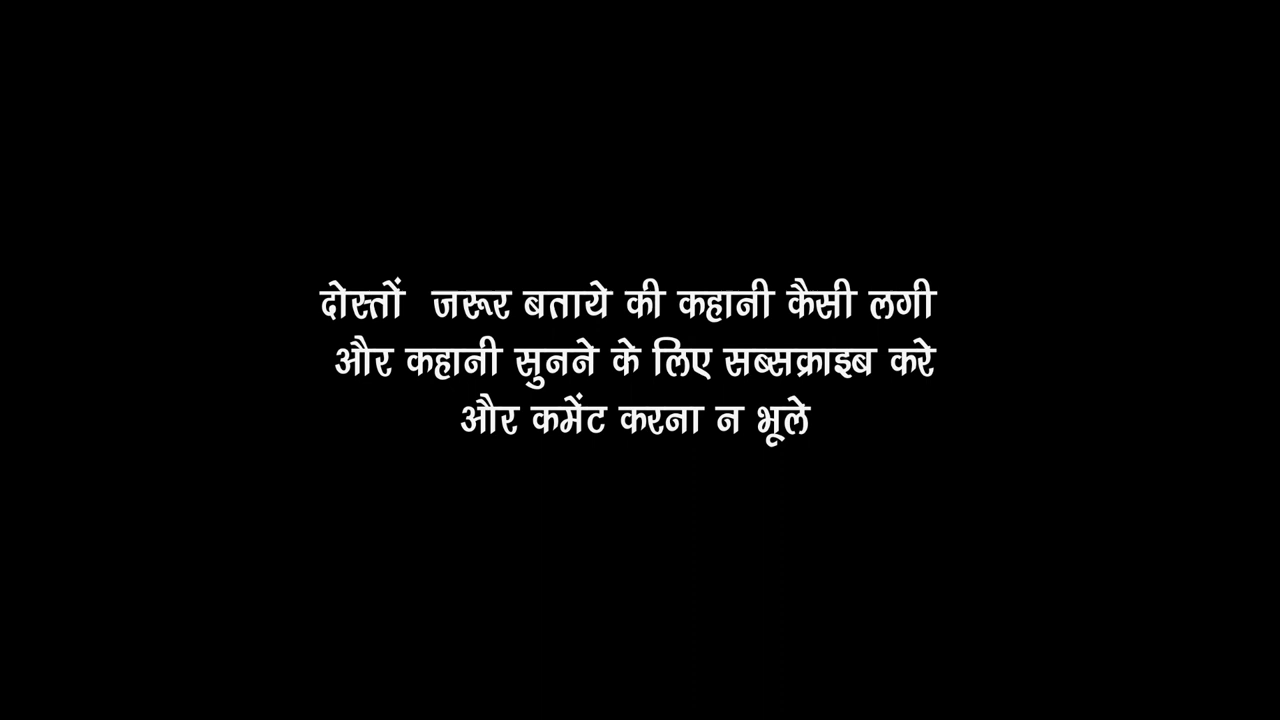 दोस्तों जरूर बताये की कहानी कैसी लगी
और कहानी सुनने के लिए सब्सक्राइब करे
और कमेंट करना न भूले